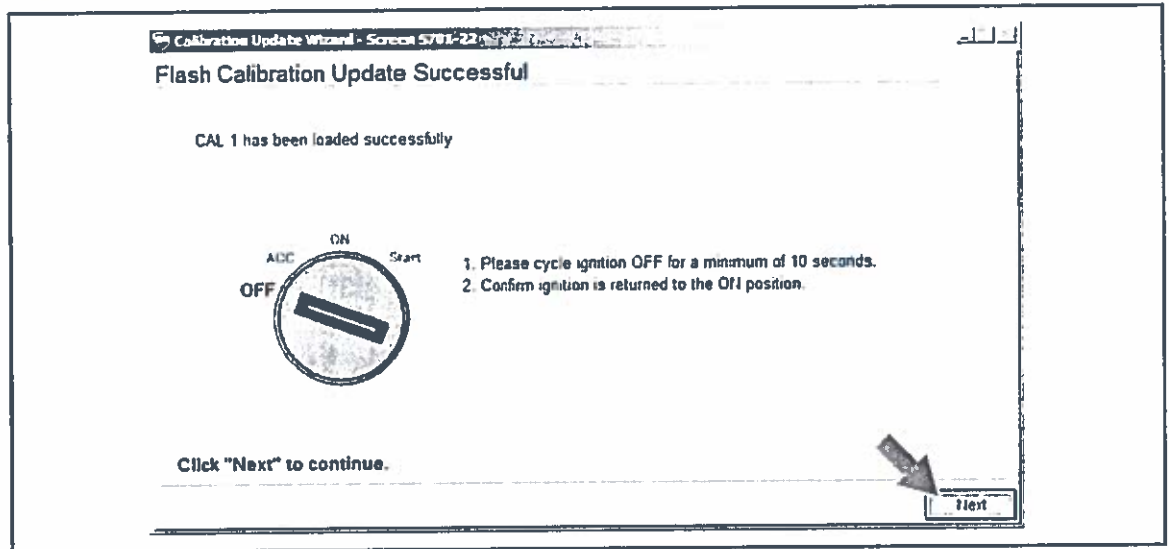 Calibration Update Wizard - Screen S701-22
Flash Calibration Update Successful
CAL 1 has been loaded successfully
ON
ACC
Start
OFF
1. Please cycle ignition OFF for a minimum of 10 seconds.
2. Confirm ignition is returned to the ON position.
Click "Next" to continue.
Next